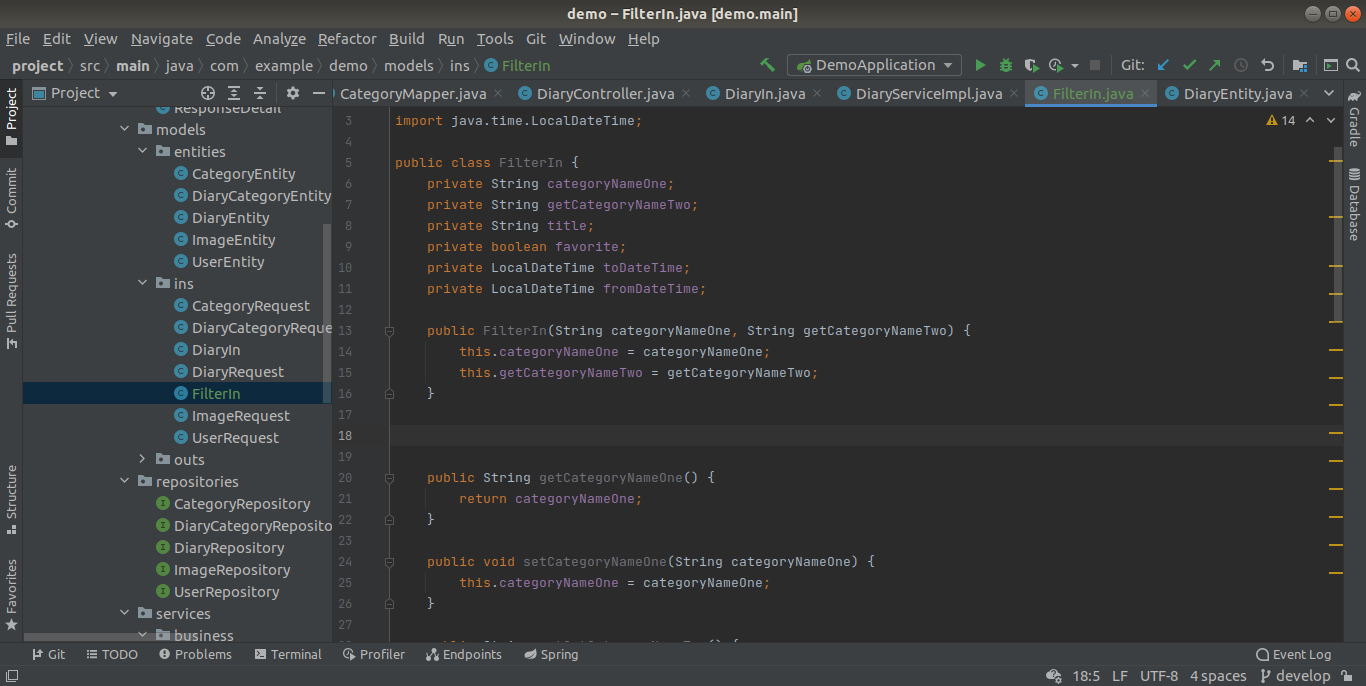 demo – FilterIn.java [demo.main]
File Edit View Navigate Code Analyze Refactor Build Run Tools Git Window Help
project src main java com example demo models ins FilterIn DemoApplication Git:
Project
CategoryMapper.java DiaryController.java DiaryIn.java DiaryServiceImpl.java FilterIn.java DiaryEntity.java
Project
Commit
Pull Requests
Structure
Favorites
ResponseDetail
models
entities
CategoryEntity
DiaryCategoryEntity
DiaryEntity
ImageEntity
UserEntity
ins
CategoryRequest
DiaryCategoryReque
DiaryIn
DiaryRequest
FilterIn
ImageRequest
UserRequest
outs
repositories
CategoryRepository
DiaryCategoryReposito
DiaryRepository
ImageRepository
UserRepository
services
business
14
3 import java.time.LocalDateTime;
4
5 public class FilterIn {
6 private String categoryNameOne;
7 private String getCategoryNameTwo;
8 private String title;
9 private boolean favorite;
10 private LocalDateTime toDateTime;
11 private LocalDateTime fromDateTime;
12
13 public FilterIn(String categoryNameOne, String getCategoryNameTwo) {
14 this.categoryNameOne = categoryNameOne;
15 this.getCategoryNameTwo = getCategoryNameTwo;
16 }
17
18
19
20 public String getCategoryNameOne() {
21 return categoryNameOne;
22 }
23
24 public void setCategoryNameOne(String categoryNameOne) {
25 this.categoryNameOne = categoryNameOne;
26 }
27
Gradle
Database
Git TODO Problems Terminal Profiler Endpoints Spring Event Log
18:5 LF UTF-8 4 spaces develop